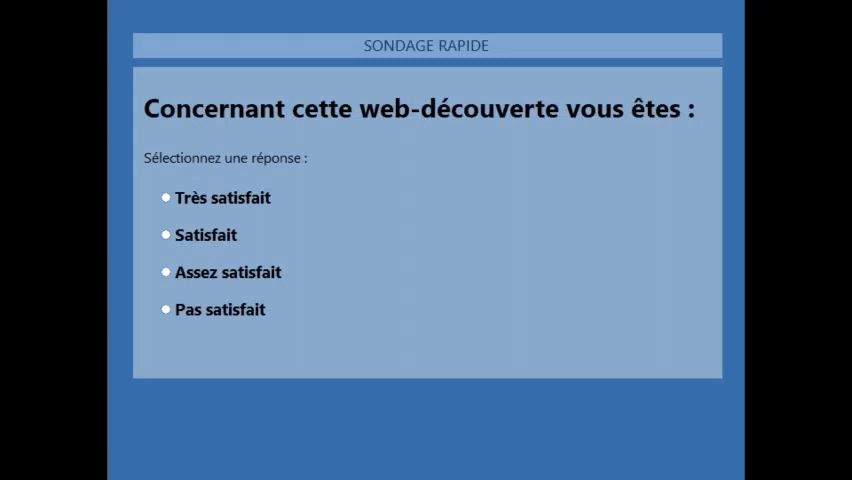 SONDAGE RAPIDE
Concernant cette web-découverte vous êtes :
Sélectionnez une réponse :
Très satisfait
Satisfait
Assez satisfait
Pas satisfait